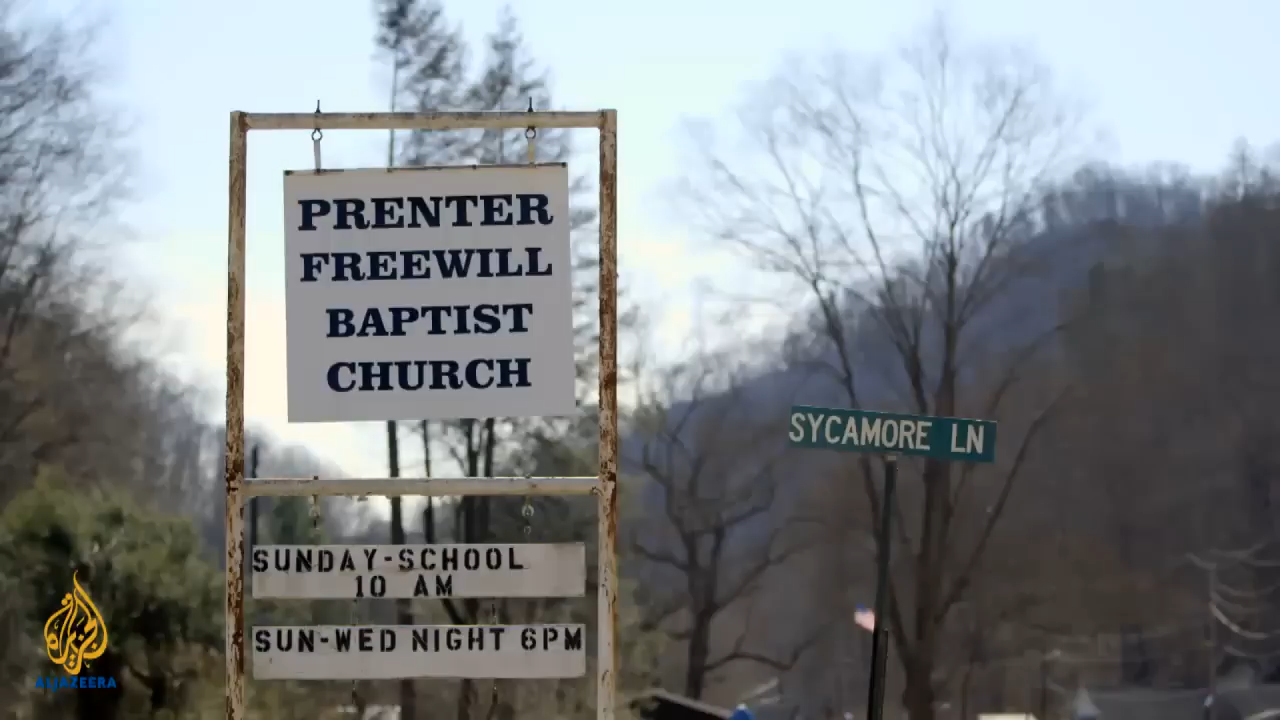 PRENTER
FREEWILL
BAPTIST
CHURCH
SYCAMORE LN
SUNDAY-SCHOOL
10 AM
SUN-WED NIGHT 6PM
الجزيرة
ALJAZEERA